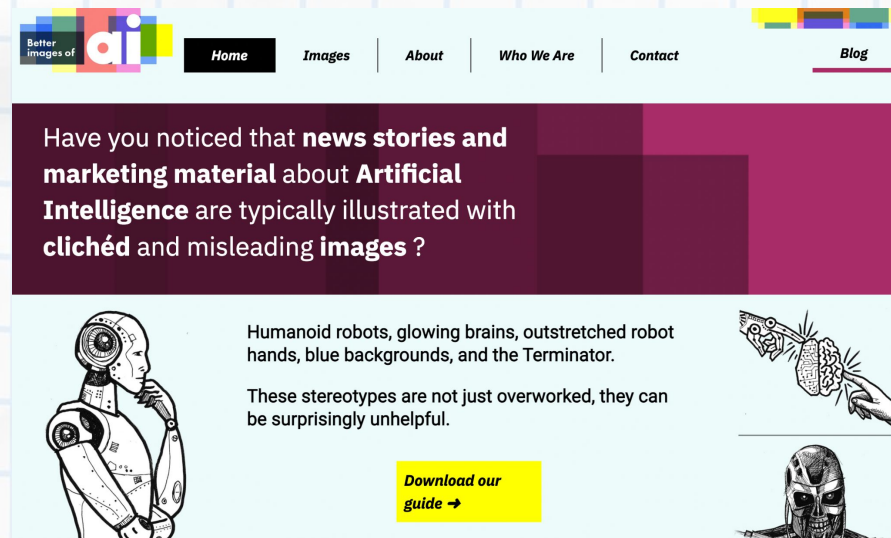 Better
images of
ai
Home
Images
About
Who We Are
Contact
Blog
Have you noticed that news stories and
marketing material about Artificial
Intelligence are typically illustrated with
clichéd and misleading images ?
Humanoid robots, glowing brains, outstretched robot
hands, blue backgrounds, and the Terminator.
These stereotypes are not just overworked, they can
be surprisingly unhelpful.
Download our
guide ➜